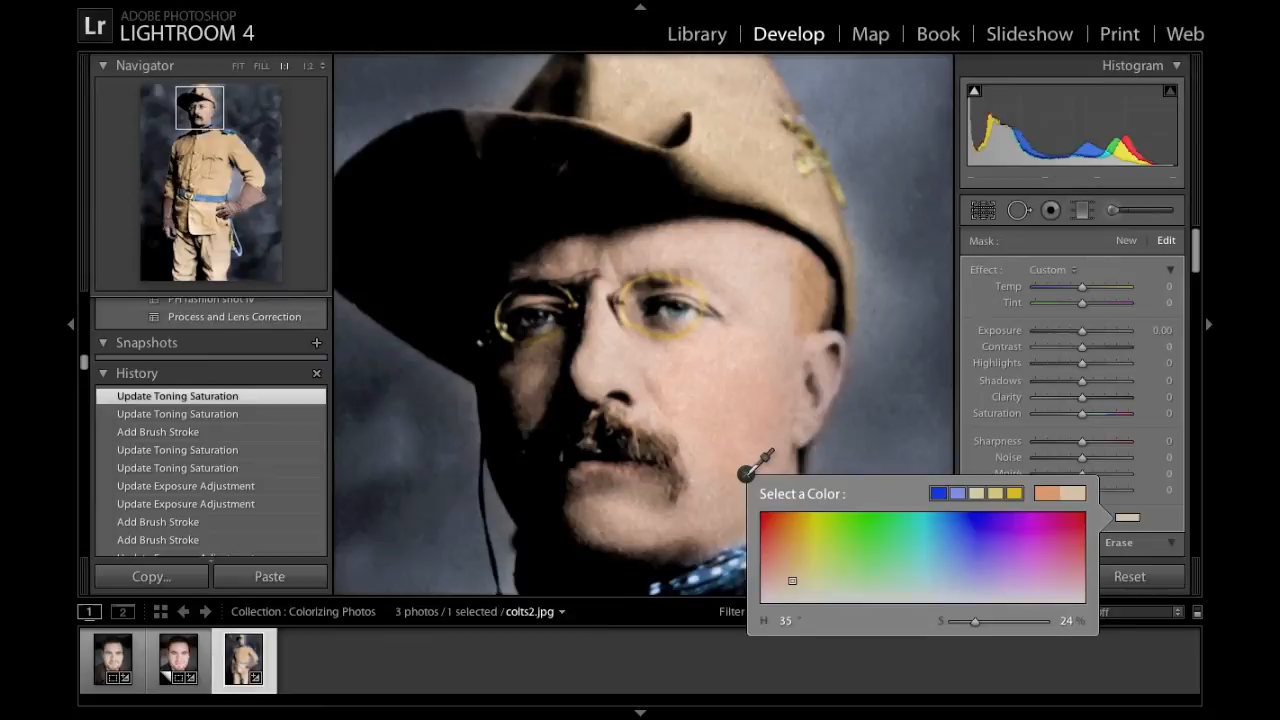 Lr
ADOBE PHOTOSHOP
LIGHTROOM 4
Library | Develop | Map | Book | Slideshow | Print | Web
Navigator FIT FILL 1:1 1:2
Process and Lens Correction
Snapshots +
History ×
Update Toning Saturation
Update Toning Saturation
Add Brush Stroke
Update Toning Saturation
Update Toning Saturation
Update Exposure Adjustment
Update Exposure Adjustment
Add Brush Stroke
Add Brush Stroke
Copy... Paste
Histogram
Mask : New Edit
Effect : Custom
Temp 0
Tint 0
Exposure 0.00
Contrast 0
Highlights 0
Shadows 0
Clarity 0
Saturation 0
Sharpness 0
Noise 0
0
Select a Color :
H 35 ° S 24 %
Erase
Reset
1 2 Collection : Colorizing Photos 3 photos / 1 selected / colts2.jpg Filter